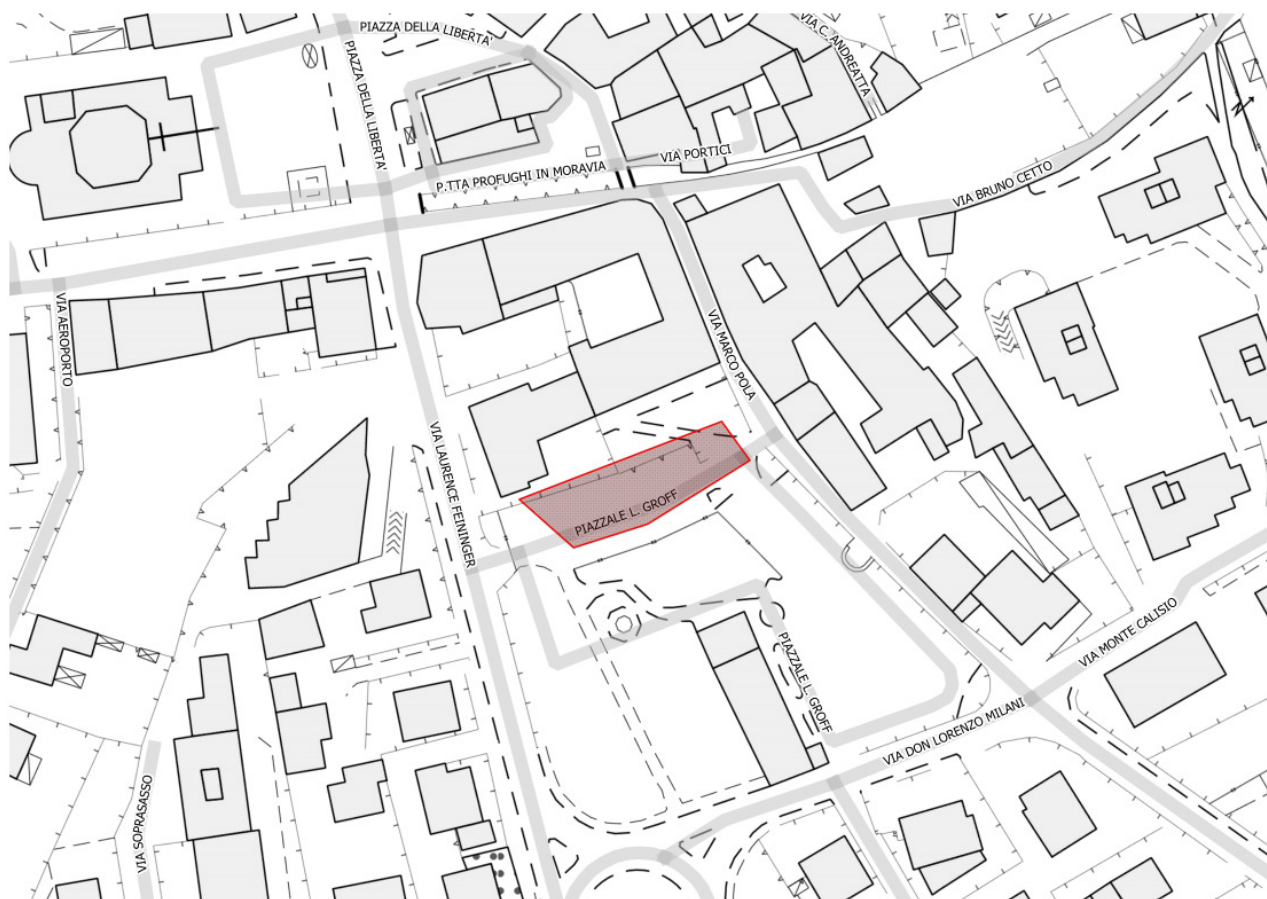 PIAZZA DELLA LIBERTA'
VIA C. ANDREATTA
PIAZZA DELLA LIBERTA'
VIA PORTICI
P.TTA PROFUGHI IN MORAVIA
VIA BRUNO CETTO
VIA AEROPORTO
VIA MARCO POLA
VIA LAURENCE FEININGER
PIAZZALE L. GROFF
VIA MONTE CALISIO
PIAZZALE L. GROFF
VIA DON LORENZO MILANI
VIA SOPRASASSO